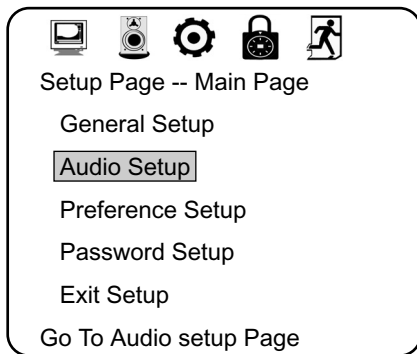 Setup Page -- Main Page
General Setup
Audio Setup
Preference Setup
Password Setup
Exit Setup
Go To Audio setup Page